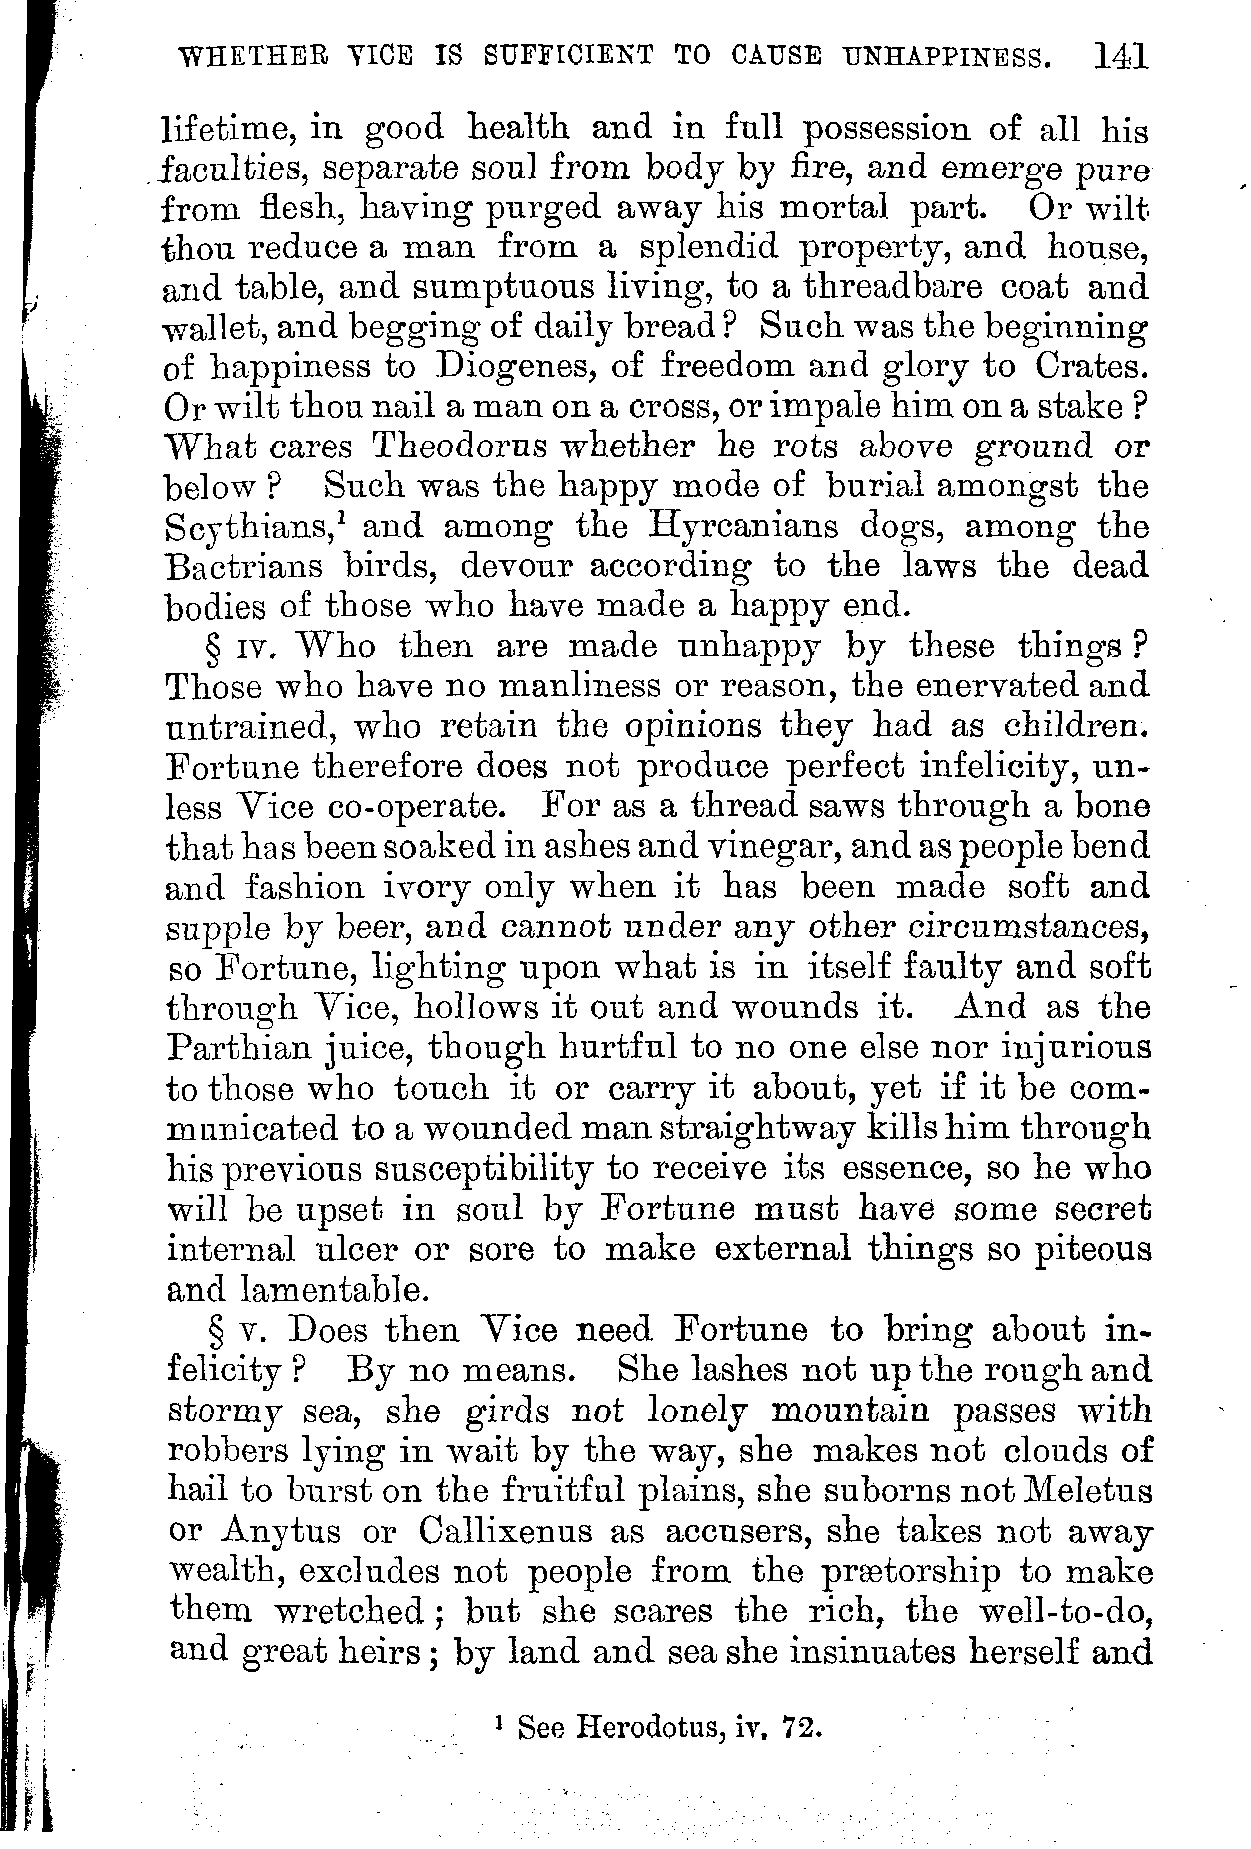 WHETHER VICE IS SUFFICIENT TO CAUSE UNHAPPINESS. 141
lifetime, in good health and in full possession of all his
faculties, separate soul from body by fire, and emerge pure
from flesh, having purged away his mortal part. Or wilt
thou reduce a man from a splendid property, and house,
and table, and sumptuous living, to a threadbare coat and
wallet, and begging of daily bread? Such was the beginning
of happiness to Diogenes, of freedom and glory to Crates.
Or wilt thou nail a man on a cross, or impale him on a stake?
What cares Theodorus whether he rots above ground or
below? Such was the happy mode of burial amongst the
Scythians,¹ and among the Hyrcanians dogs, among the
Bactrians birds, devour according to the laws the dead
bodies of those who have made a happy end.
§ IV. Who then are made unhappy by these things?
Those who have no manliness or reason, the enervated and
untrained, who retain the opinions they had as children.
Fortune therefore does not produce perfect infelicity, un-
less Vice co-operate. For as a thread saws through a bone
that has been soaked in ashes and vinegar, and as people bend
and fashion ivory only when it has been made soft and
supple by beer, and cannot under any other circumstances,
so Fortune, lighting upon what is in itself faulty and soft
through Vice, hollows it out and wounds it. And as the
Parthian juice, though hurtful to no one else nor injurious
to those who touch it or carry it about, yet if it be com-
municated to a wounded man straightway kills him through
his previous susceptibility to receive its essence, so he who
will be upset in soul by Fortune must have some secret
internal ulcer or sore to make external things so piteous
and lamentable.
§ V. Does then Vice need Fortune to bring about in-
felicity? By no means. She lashes not up the rough and
stormy sea, she girds not lonely mountain passes with
robbers lying in wait by the way, she makes not clouds of
hail to burst on the fruitful plains, she suborns not Meletus
or Anytus or Callixenus as accusers, she takes not away
wealth, excludes not people from the prætorship to make
them wretched; but she scares the rich, the well-to-do,
and great heirs; by land and sea she insinuates herself and
¹ See Herodotus, iv. 72.